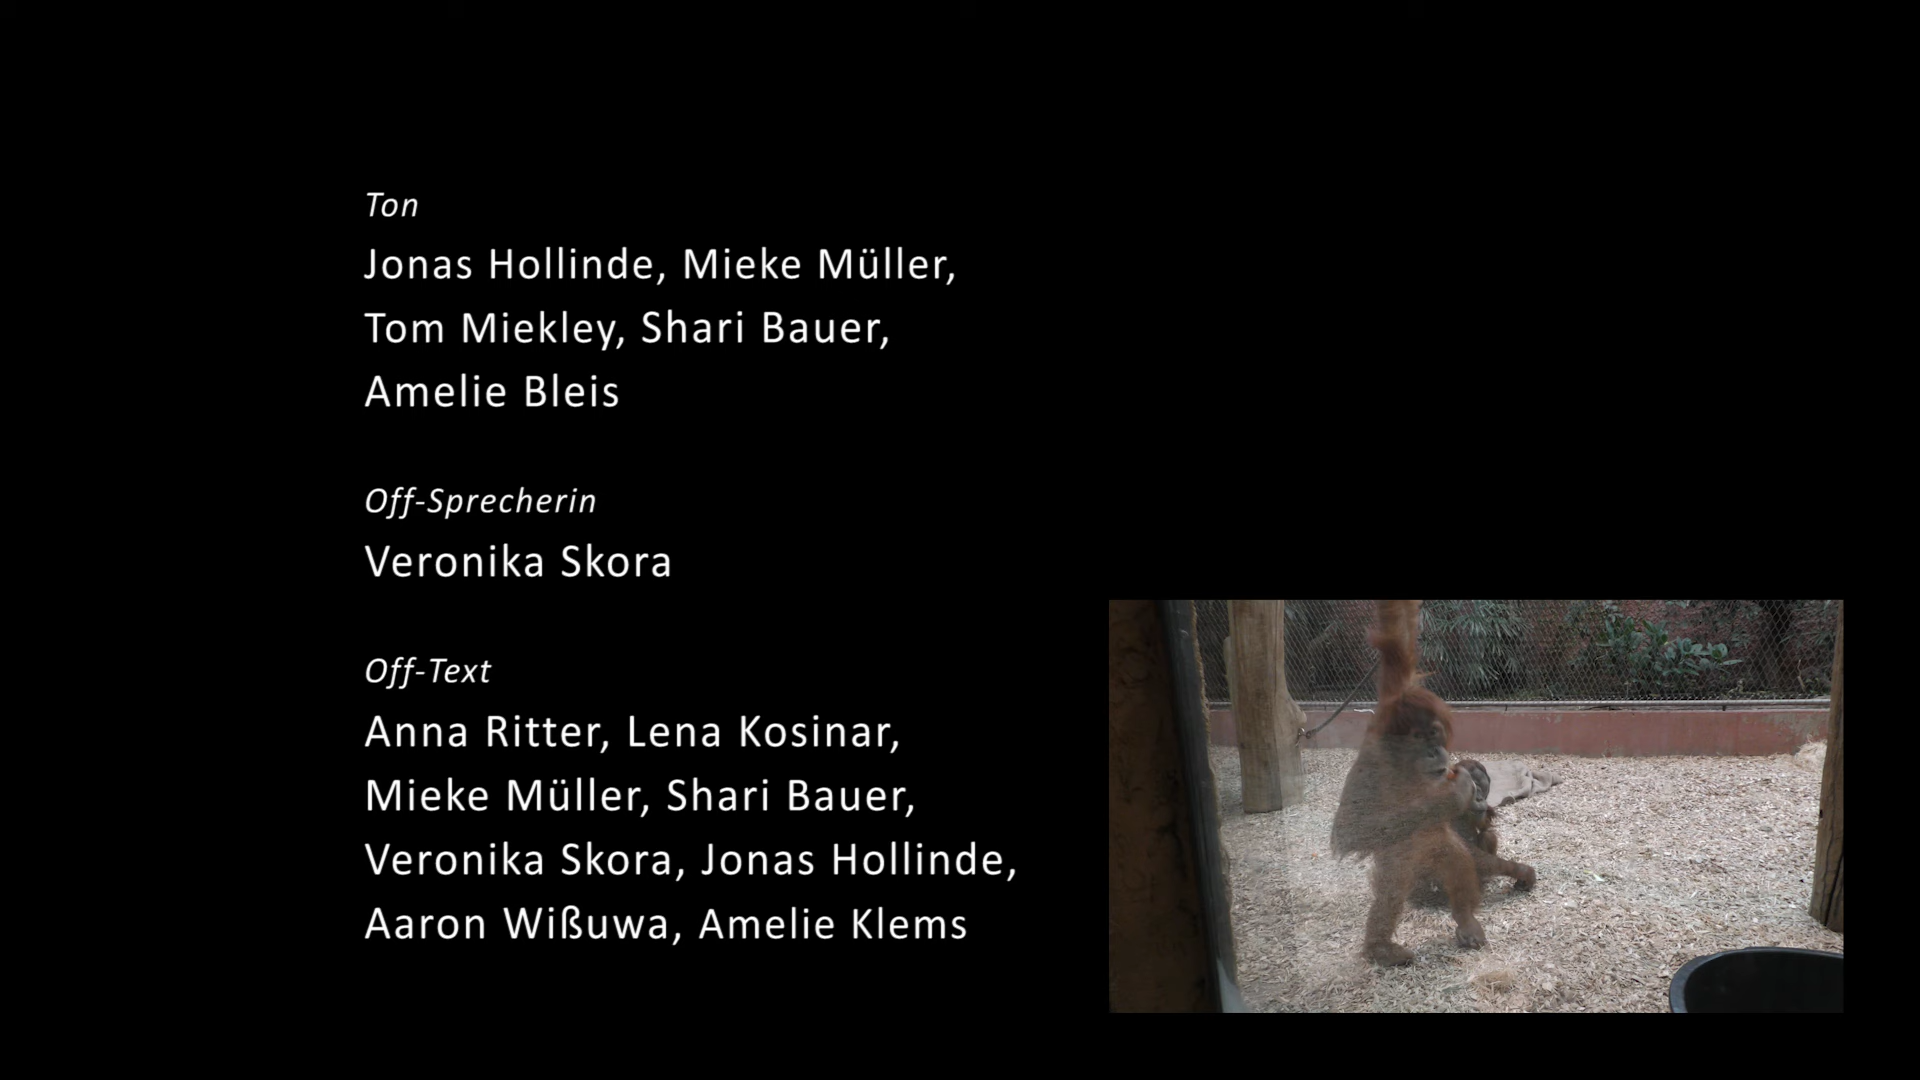 Ton
Jonas Hollinde, Mieke Müller,
Tom Miekley, Shari Bauer,
Amelie Bleis
Off-Sprecherin
Veronika Skora
Off-Text
Anna Ritter, Lena Kosinar,
Mieke Müller, Shari Bauer,
Veronika Skora, Jonas Hollinde,
Aaron Wißuwa, Amelie Klems